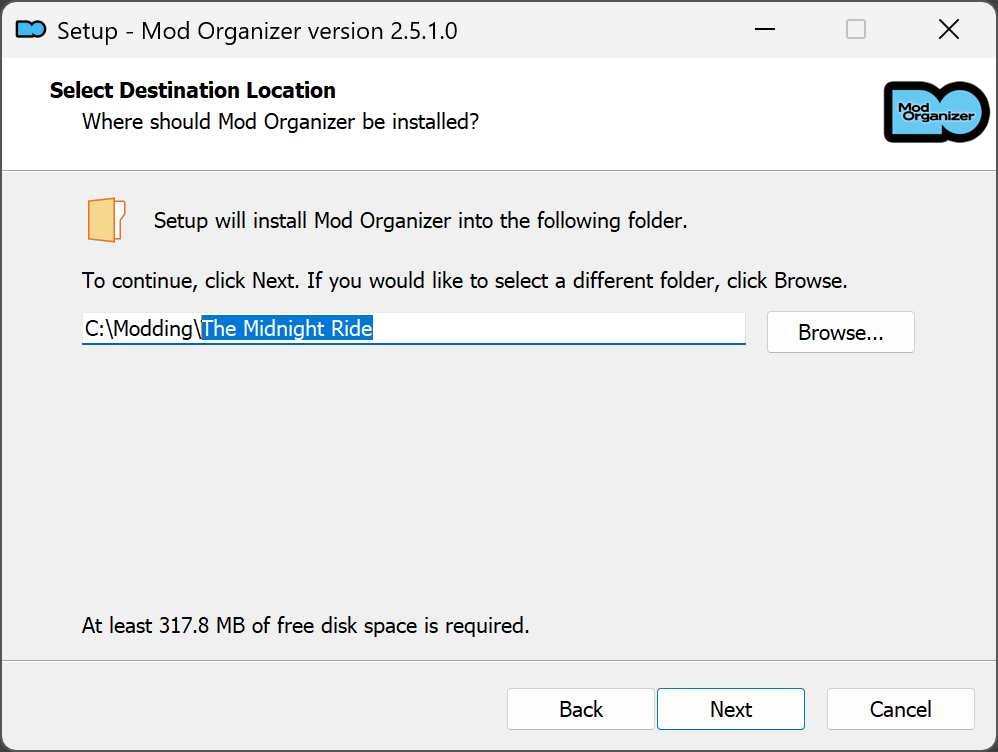 Setup - Mod Organizer version 2.5.1.0
Select Destination Location
Where should Mod Organizer be installed?
Mod
Organizer
Setup will install Mod Organizer into the following folder.
To continue, click Next. If you would like to select a different folder, click Browse.
C:\Modding\The Midnight Ride
Browse...
At least 317.8 MB of free disk space is required.
Back
Next
Cancel